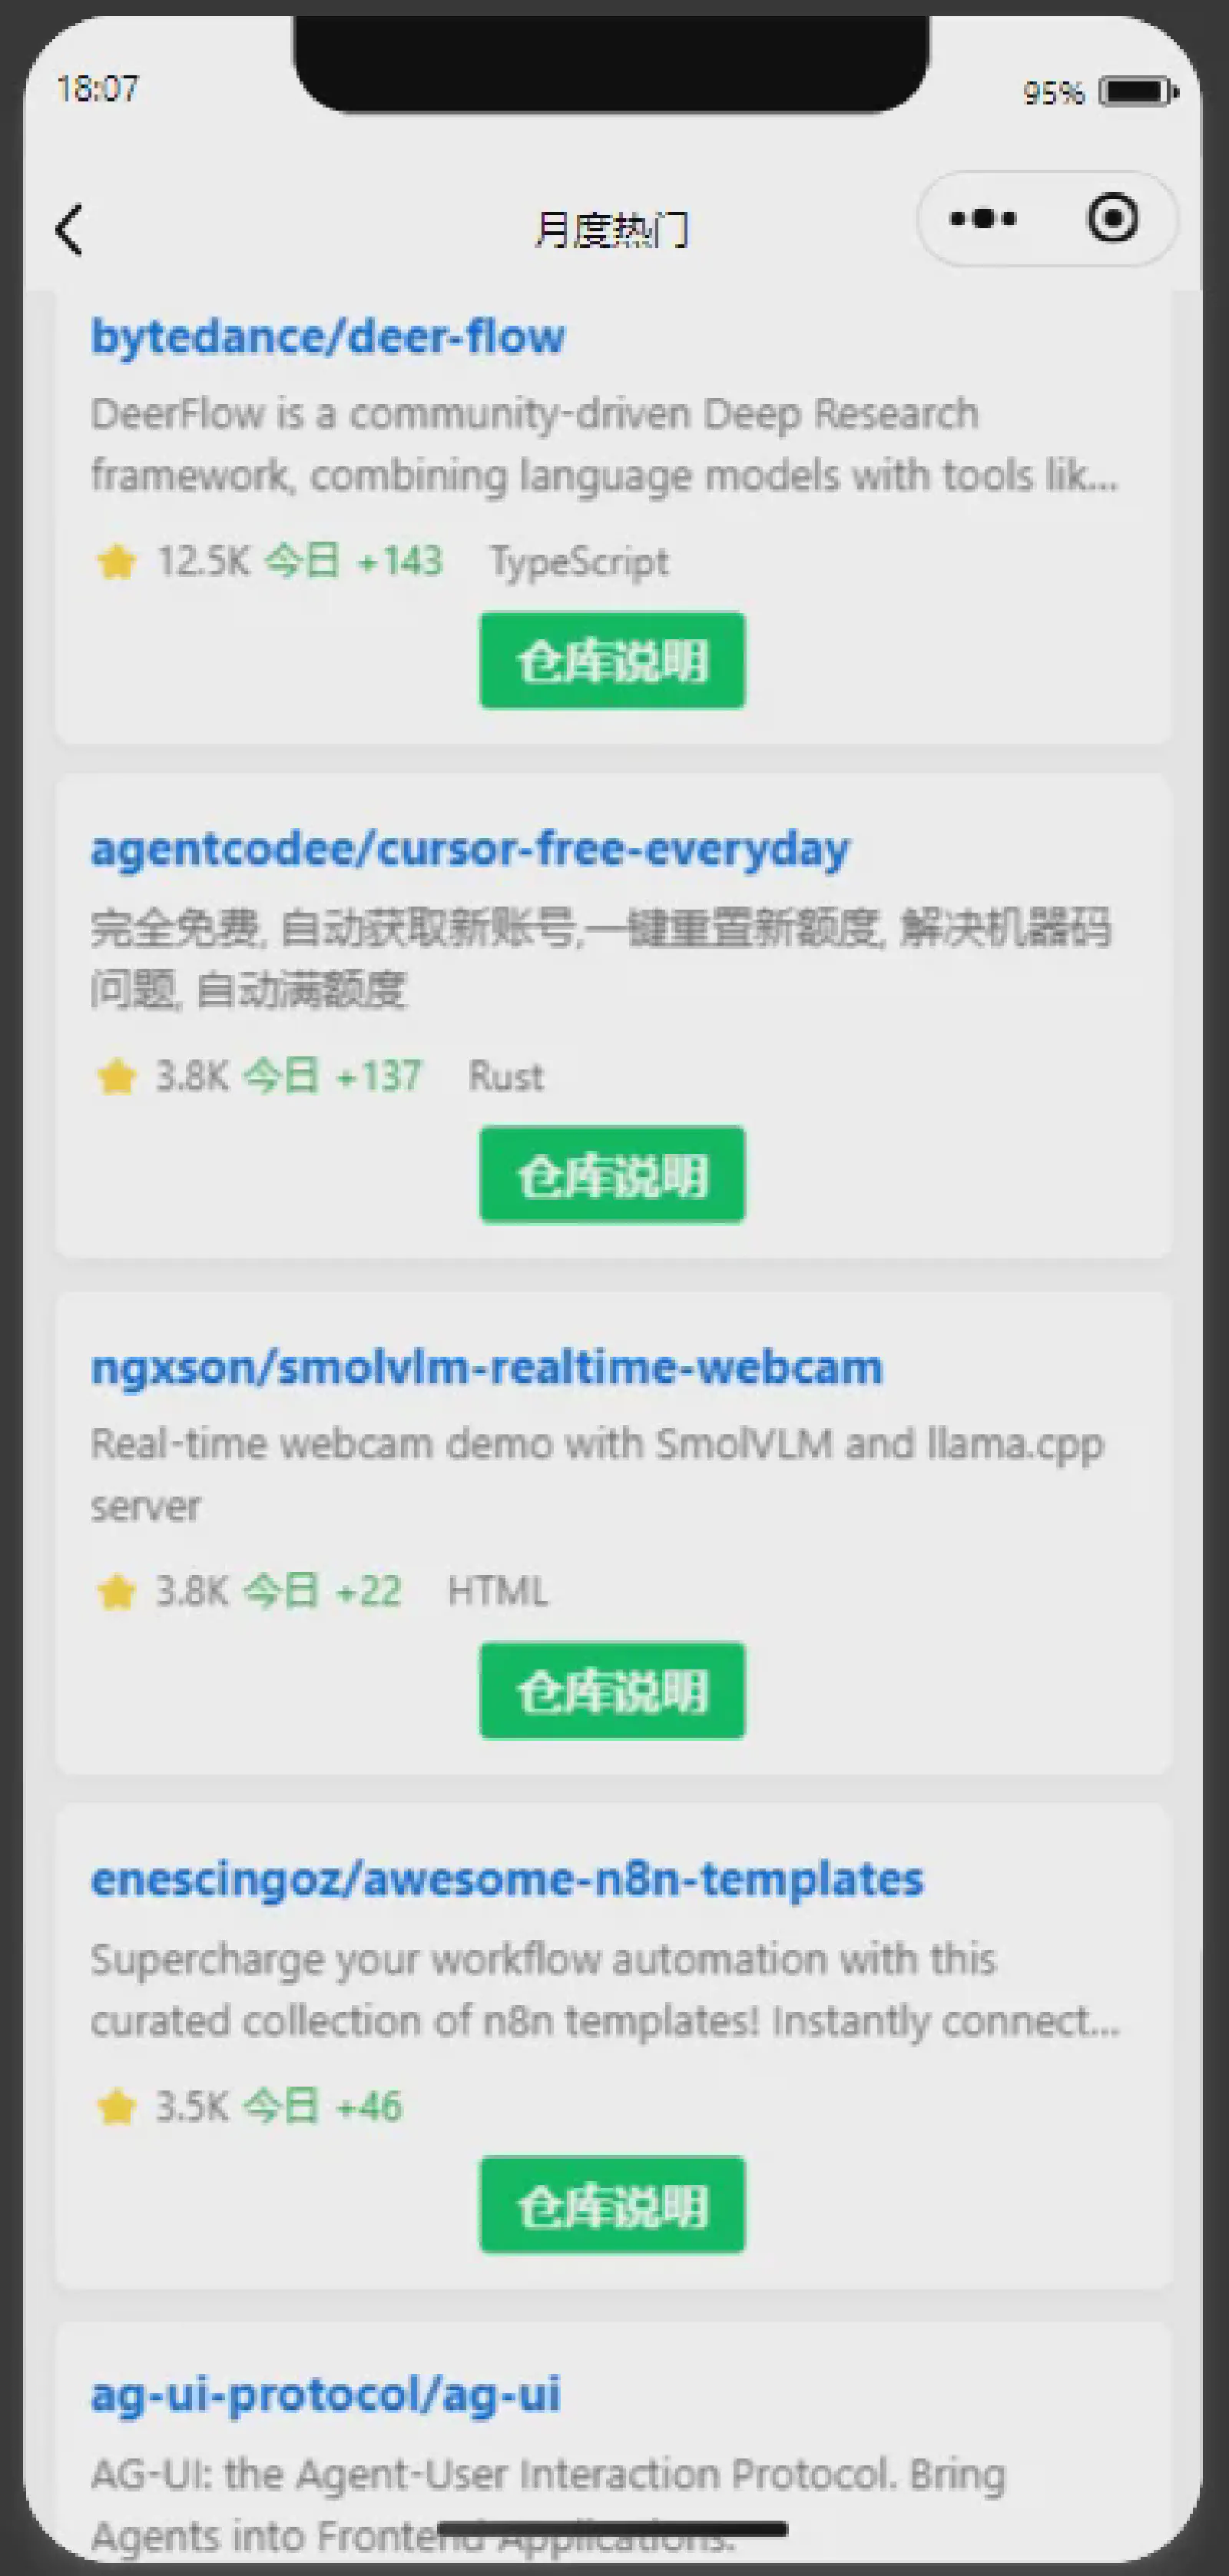 18:07
95%
月度热门
bytedance/deer-flow
DeerFlow is a community-driven Deep Research
framework, combining language models with tools lik...
12.5K 今日 +143 TypeScript
仓库说明
agentcodee/cursor-free-everyday
完全免费, 自动获取新账号,一键重置新额度, 解决机器码
问题, 自动满额度
3.8K 今日 +137 Rust
仓库说明
ngxson/smolvlm-realtime-webcam
Real-time webcam demo with SmolVLM and llama.cpp
server
3.8K 今日 +22 HTML
仓库说明
enescingoz/awesome-n8n-templates
Supercharge your workflow automation with this
curated collection of n8n templates! Instantly connect...
3.5K 今日 +46
仓库说明
ag-ui-protocol/ag-ui
AG-UI: the Agent-User Interaction Protocol. Bring
Agents into Frontend Applications.